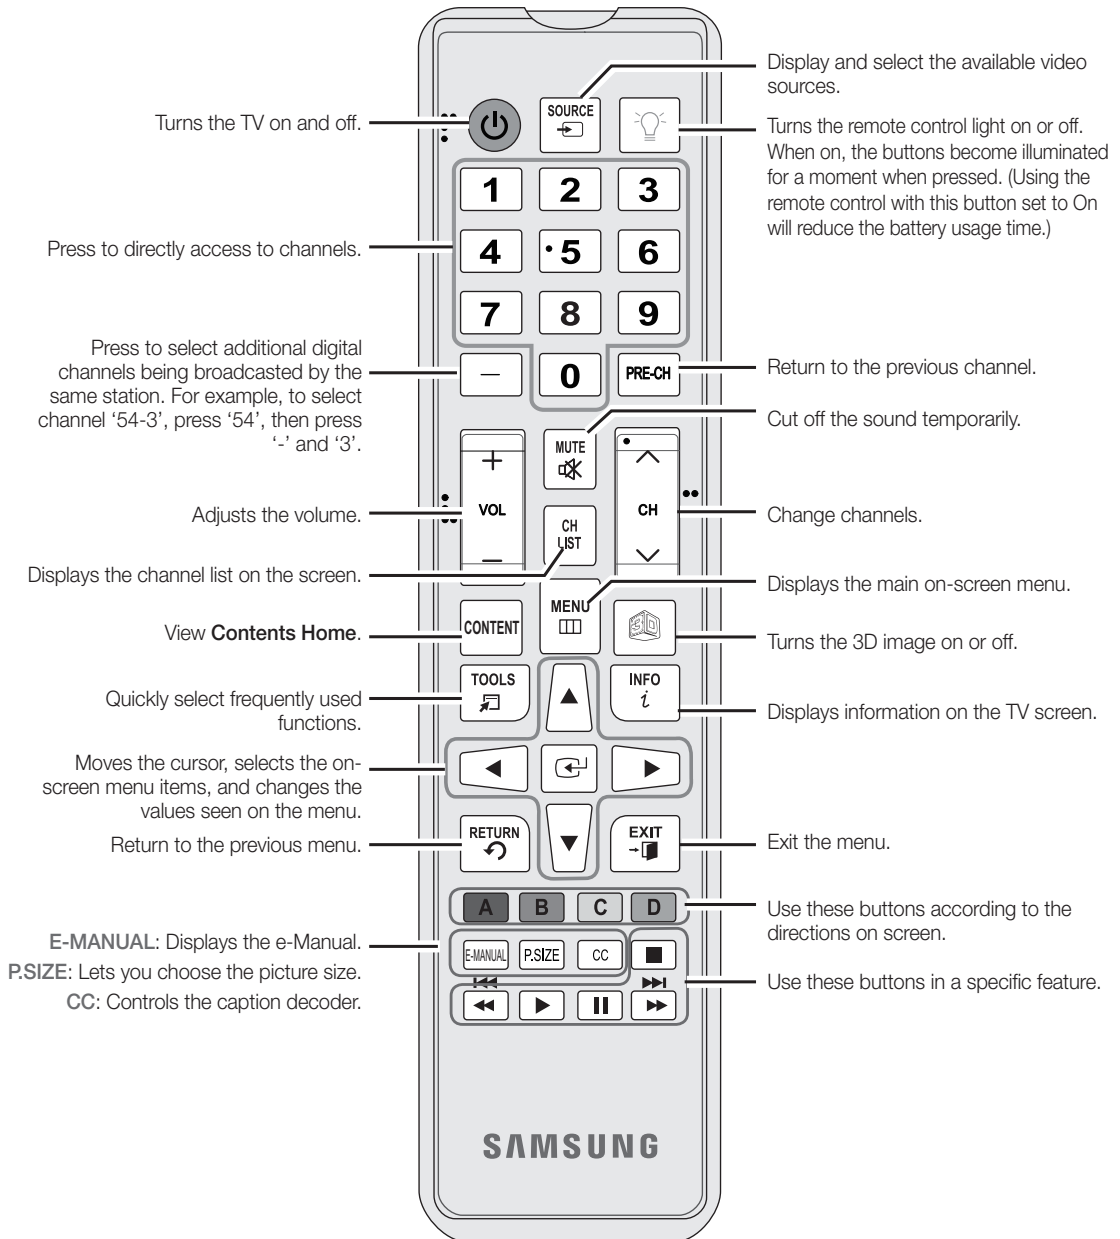 Display and select the available video
sources.
Turns the TV on and off.
SOURCE
Turns the remote control light on or off.
When on, the buttons become illuminated
for a moment when pressed. (Using the
remote control with this button set to On
will reduce the battery usage time.)
1 2 3
Press to directly access to channels.
4 5 6
7 8 9
Press to select additional digital
channels being broadcasted by the
same station. For example, to select
channel ‘54-3’, press ‘54’, then press
‘-’ and ‘3’.
— 0 PRE-CH
Return to the previous channel.
Cut off the sound temporarily.
MUTE
+
Adjusts the volume.
VOL
CH
Change channels.
CH
LIST
–
Displays the channel list on the screen.
Displays the main on-screen menu.
MENU
View Contents Home.
CONTENT
3D
Turns the 3D image on or off.
TOOLS
INFO
i
Quickly select frequently used
functions.
Displays information on the TV screen.
Moves the cursor, selects the on-
screen menu items, and changes the
values seen on the menu.
Return to the previous menu.
RETURN
EXIT
Exit the menu.
A B C D
Use these buttons according to the
directions on screen.
E-MANUAL: Displays the e-Manual.
P.SIZE: Lets you choose the picture size.
CC: Controls the caption decoder.
E-MANUAL P.SIZE CC
Use these buttons in a specific feature.
SAMSUNG